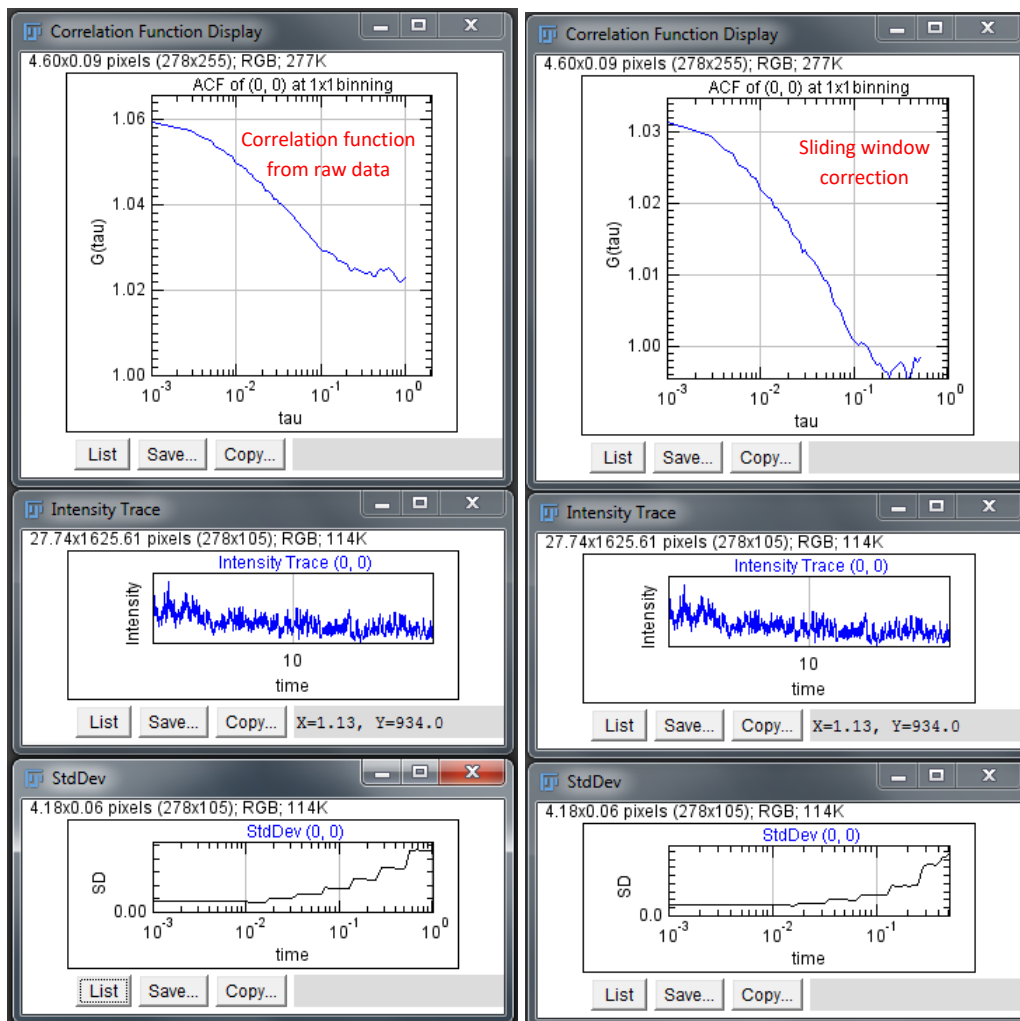 Correlation Function Display
4.60x0.09 pixels (278x255); RGB; 277K
ACF of (0, 0) at 1x1binning
Correlation function
from raw data
1.06
1.04
1.02
1.00
G(tau)
10-3 10-2 10-1 100
tau
List Save... Copy...
Intensity Trace
27.74x1625.61 pixels (278x105); RGB; 114K
Intensity Trace (0, 0)
Intensity
10
time
List Save... Copy... X=1.13, Y=934.0
StdDev
4.18x0.06 pixels (278x105); RGB; 114K
StdDev (0, 0)
SD
0.00
10-3 10-2 10-1 100
time
List Save... Copy...
Correlation Function Display
4.60x0.09 pixels (278x255); RGB; 277K
ACF of (0, 0) at 1x1binning
Sliding window
correction
1.03
1.02
1.01
1.00
G(tau)
10-3 10-2 10-1 100
tau
List Save... Copy...
Intensity Trace
27.74x1625.61 pixels (278x105); RGB; 114K
Intensity Trace (0, 0)
Intensity
10
time
List Save... Copy... X=1.13, Y=934.0
StdDev
4.18x0.06 pixels (278x105); RGB; 114K
StdDev (0, 0)
SD
0.0
10-3 10-2 10-1
time
List Save... Copy...